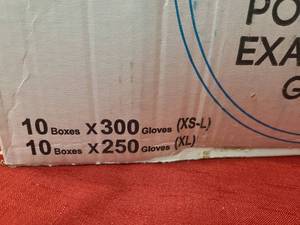 PO
EXA
G
10 Boxes X 300 Gloves (XS-L)
10 Boxes X 250 Gloves (XL)